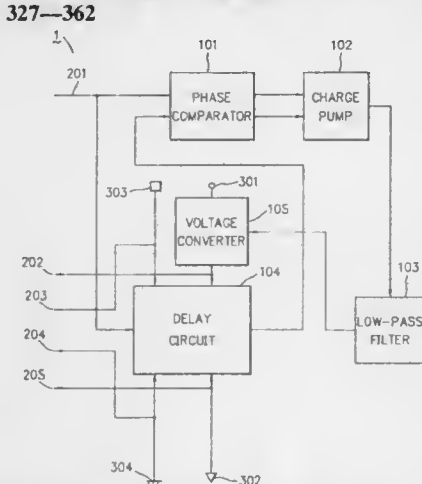 327—362
1
101
102
201
PHASE
COMPARATOR
CHARGE
PUMP
303
301
105
VOLTAGE
CONVERTER
202
104
103
203
DELAY
CIRCUIT
LOW-PASS
FILTER
204
205
304
302